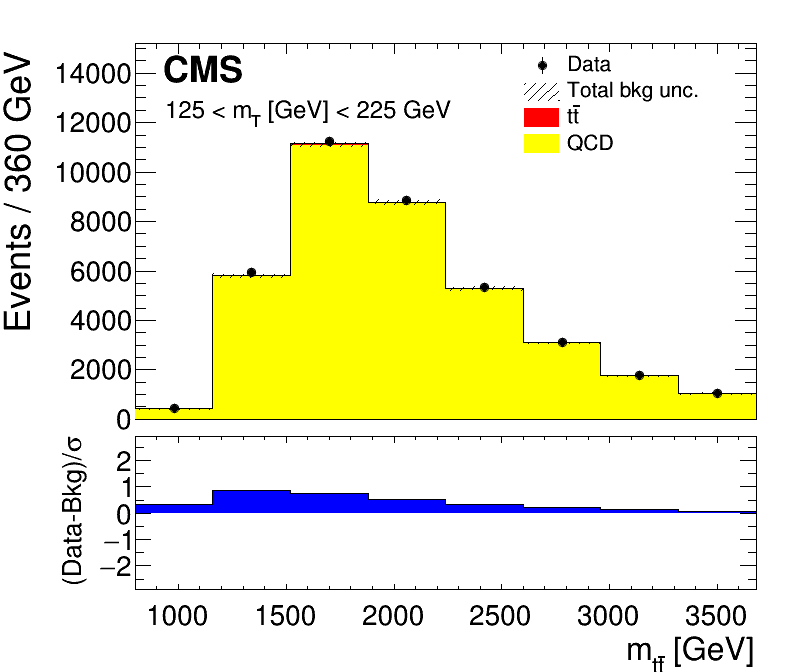 CMS
125 < m_T [GeV] < 225 GeV
Data
Total bkg unc.
tt̄
QCD
Events / 360 GeV
14000
12000
10000
8000
6000
4000
2000
0
(Data-Bkg)/σ
2
1
0
−1
−2
1000 1500 2000 2500 3000 3500
m_tt̄ [GeV]